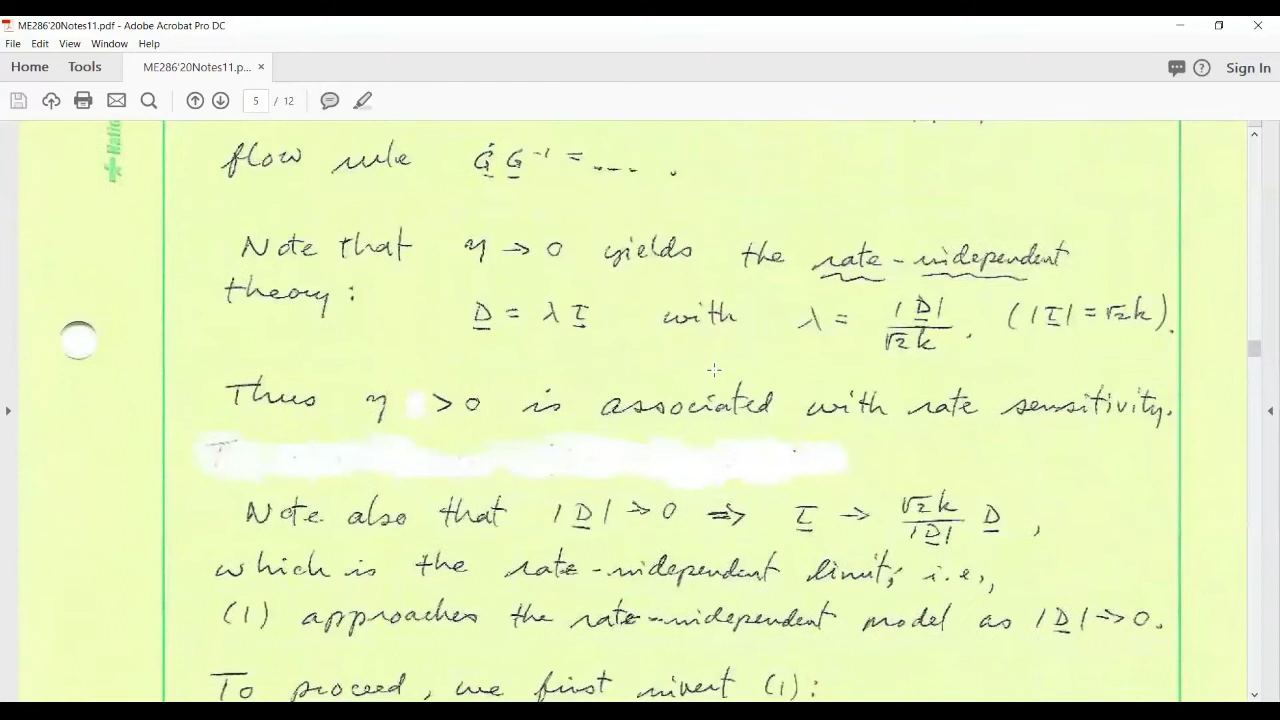 ME286'20Notes11.pdf - Adobe Acrobat Pro DC
File Edit View Window Help
Home Tools ME286'20Notes11.p... × Sign In
5 / 12
flow rule Ġ G⁻¹ = .... .
Note that η → 0 yields the rate-independent
theory:
D = λ τ with λ = |D| / √2 k . (|τ| = √2 k).
Thus η > 0 is associated with rate sensitivity.
Note also that |D| → 0 ⇒ τ → √2 k / |D| D ,
which is the rate-independent limit; i.e.,
(1) approaches the rate-independent model as |D| → 0.
To proceed, we first invert (1):